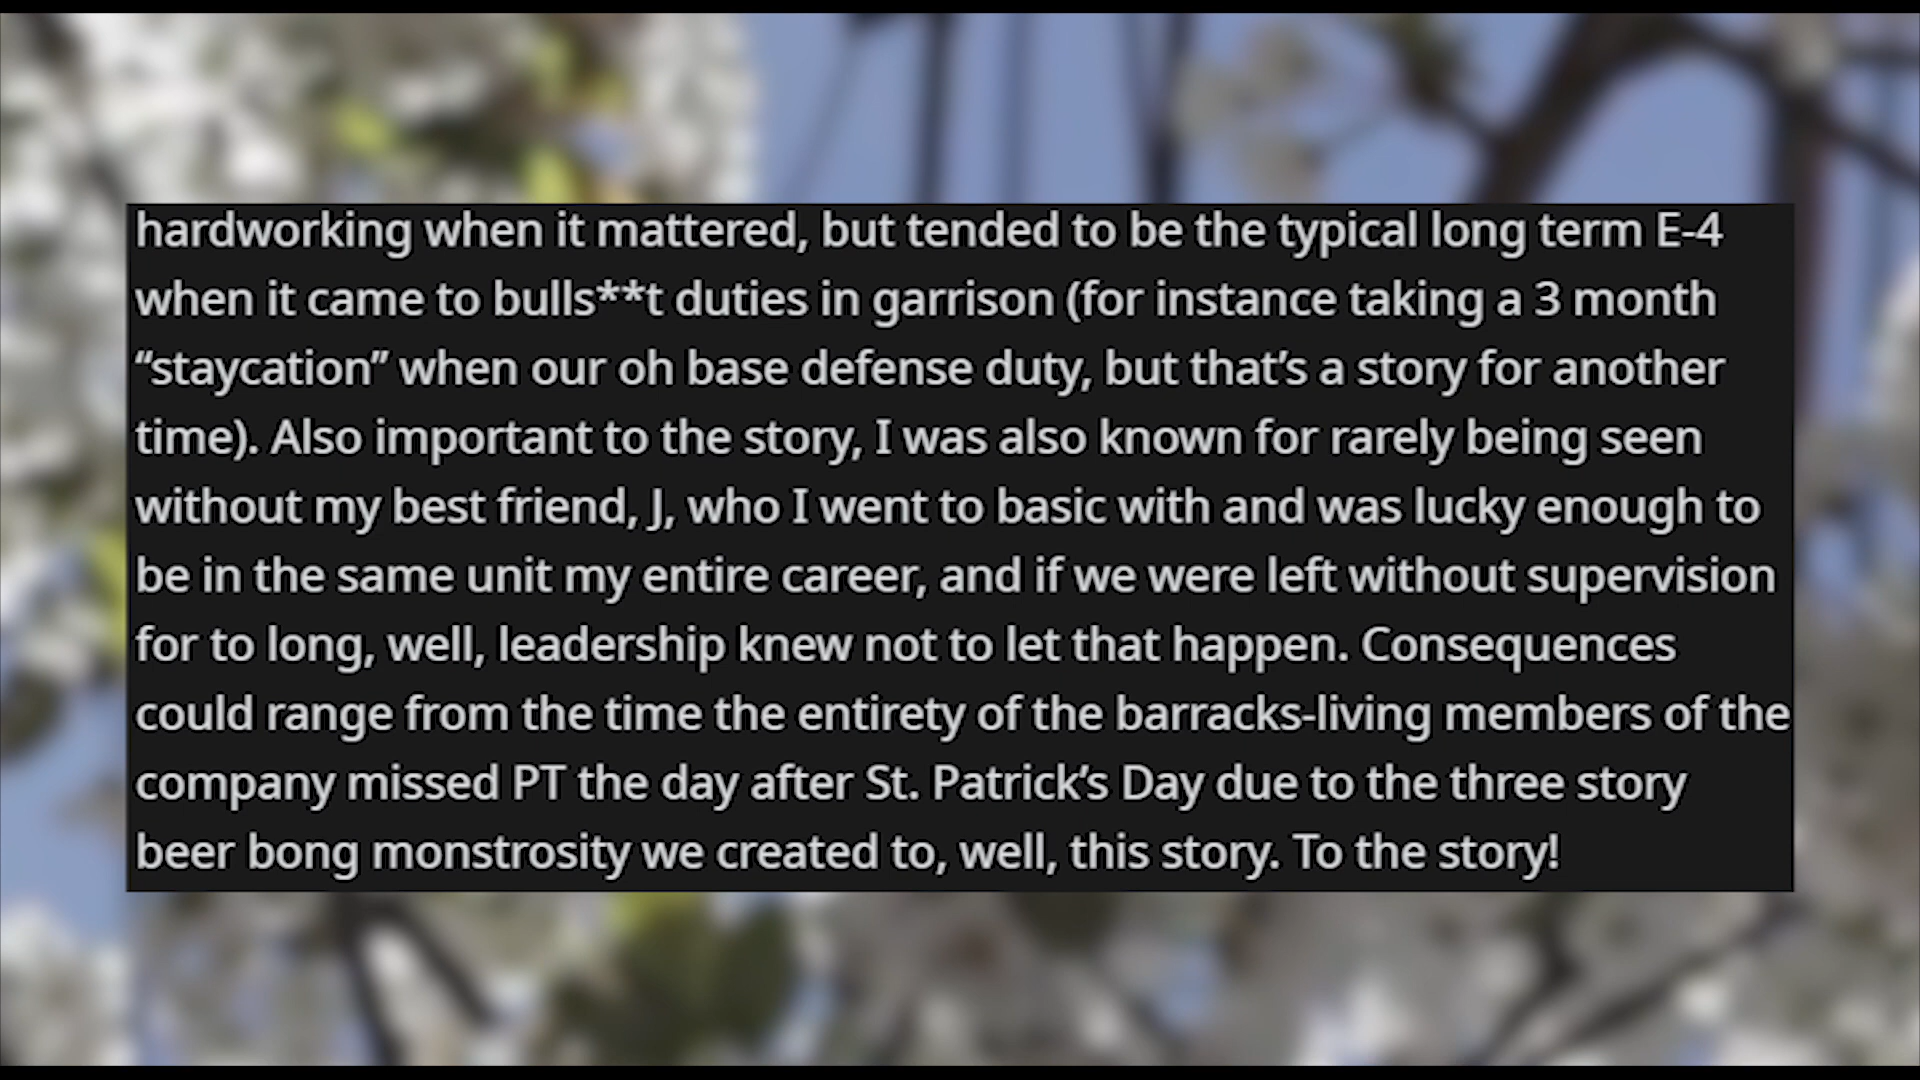 hardworking when it mattered, but tended to be the typical long term E-4
when it came to bulls**t duties in garrison (for instance taking a 3 month
“staycation” when our oh base defense duty, but that’s a story for another
time). Also important to the story, I was also known for rarely being seen
without my best friend, J, who I went to basic with and was lucky enough to
be in the same unit my entire career, and if we were left without supervision
for to long, well, leadership knew not to let that happen. Consequences
could range from the time the entirety of the barracks-living members of the
company missed PT the day after St. Patrick’s Day due to the three story
beer bong monstrosity we created to, well, this story. To the story!